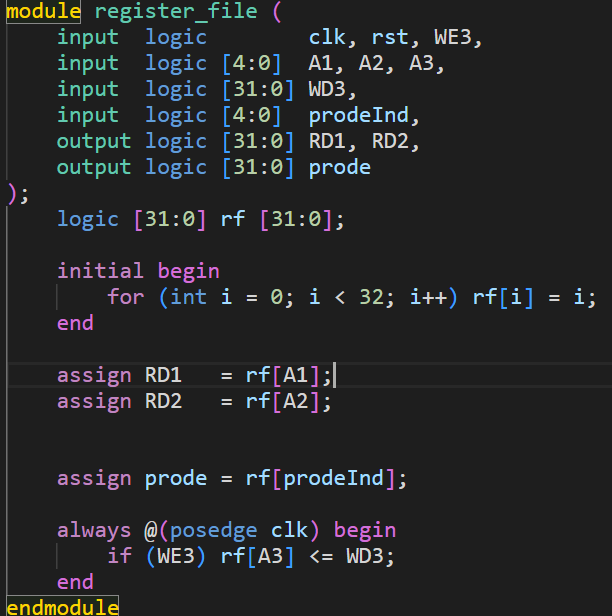 module register_file (
    input  logic        clk, rst, WE3,
    input  logic [4:0]  A1, A2, A3,
    input  logic [31:0] WD3,
    input  logic [4:0]  prodeInd,
    output logic [31:0] RD1, RD2,
    output logic [31:0] prode
);
    logic [31:0] rf [31:0];
    initial begin
        for (int i = 0; i < 32; i++) rf[i] = i;
    end
    assign RD1   = rf[A1];
    assign RD2   = rf[A2];
    assign prode = rf[prodeInd];
    always @(posedge clk) begin
        if (WE3) rf[A3] <= WD3;
    end
endmodule